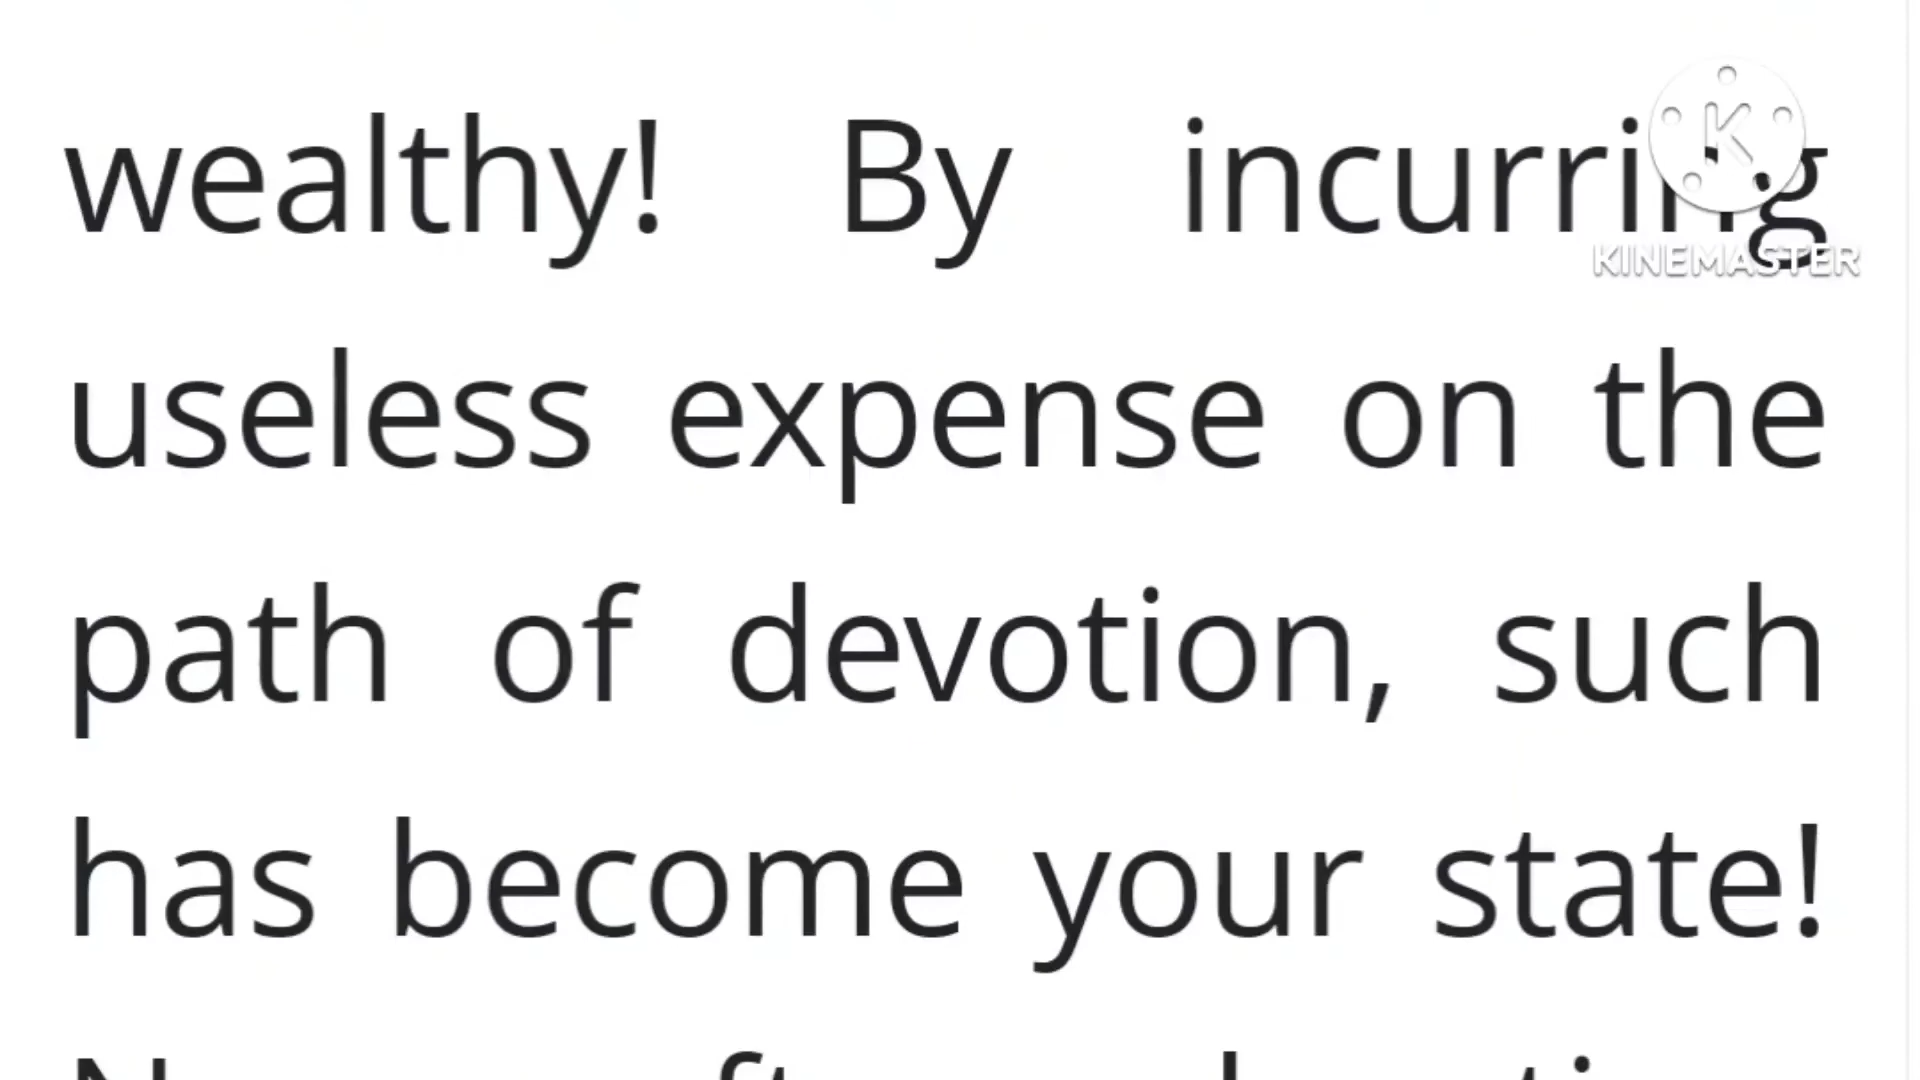 wealthy! By incurring
KINEMASTER
useless expense on the
path of devotion, such
has become your state!